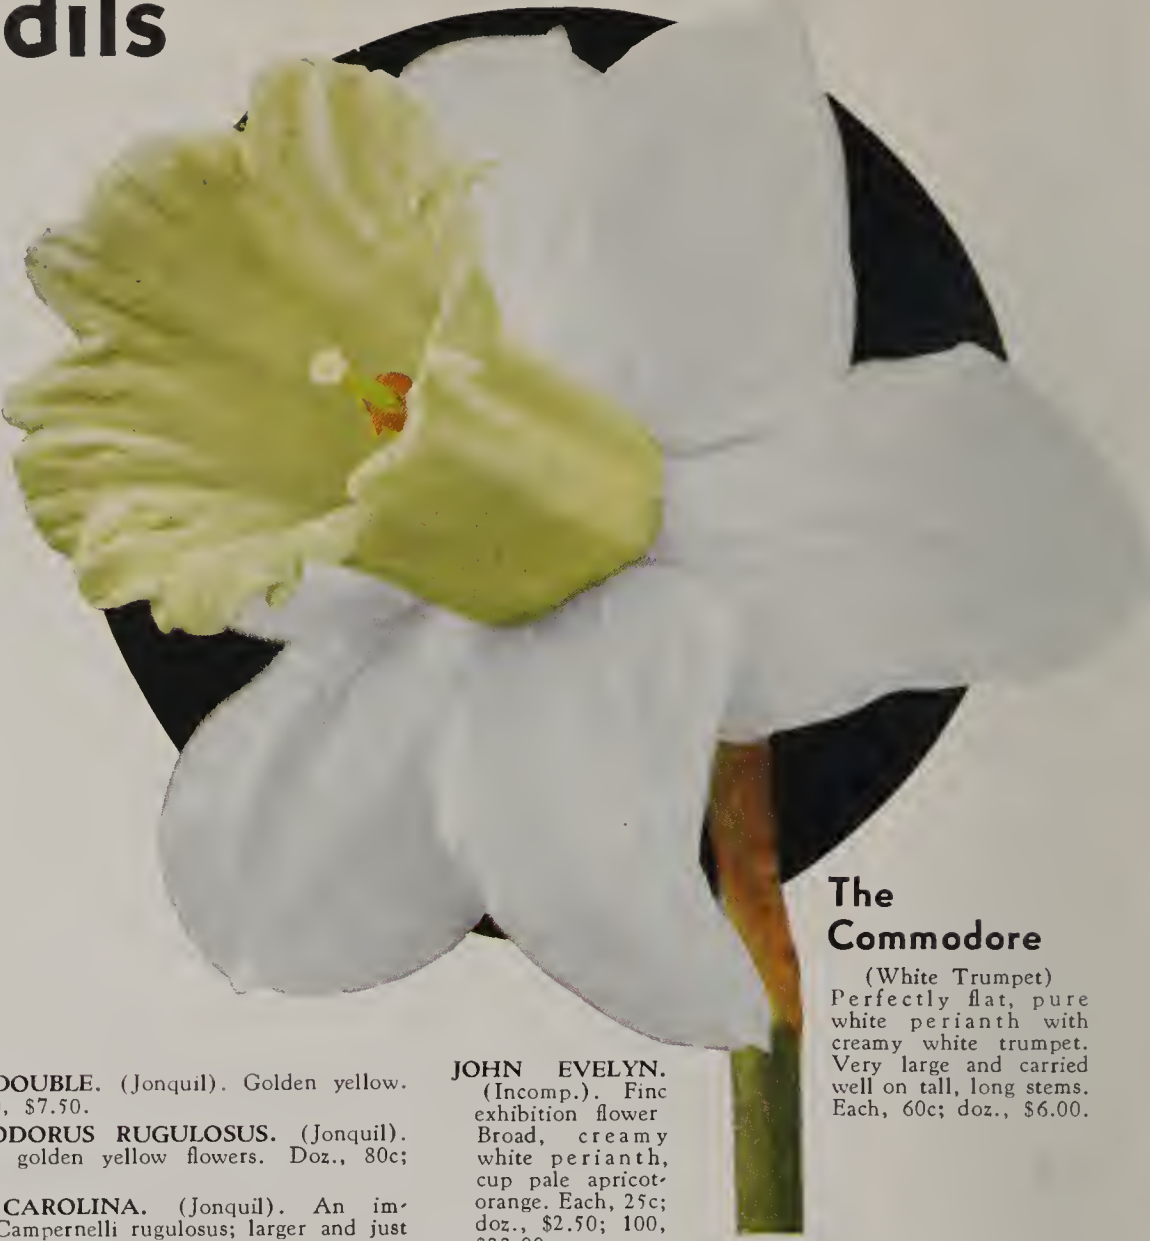 dils
The
Commodore
(White Trumpet)
Perfectly flat, pure
white perianth with
creamy white trumpet.
Very large and carried
well on tall, long stems.
Each, 60c; doz., $6.00.
DOUBLE. (Jonquil). Golden yellow.
, $7.50.
ODORUS RUGULOSUS. (Jonquil).
golden yellow flowers. Doz., 80c;
CAROLINA. (Jonquil). An im-
Campernelli rugulosus; larger and just
JOHN EVELYN.
(Incomp.). Fine
exhibition flower
Broad, creamy
white perianth,
cup pale apricot-
orange. Each, 25c;
doz., $2.50; 100,